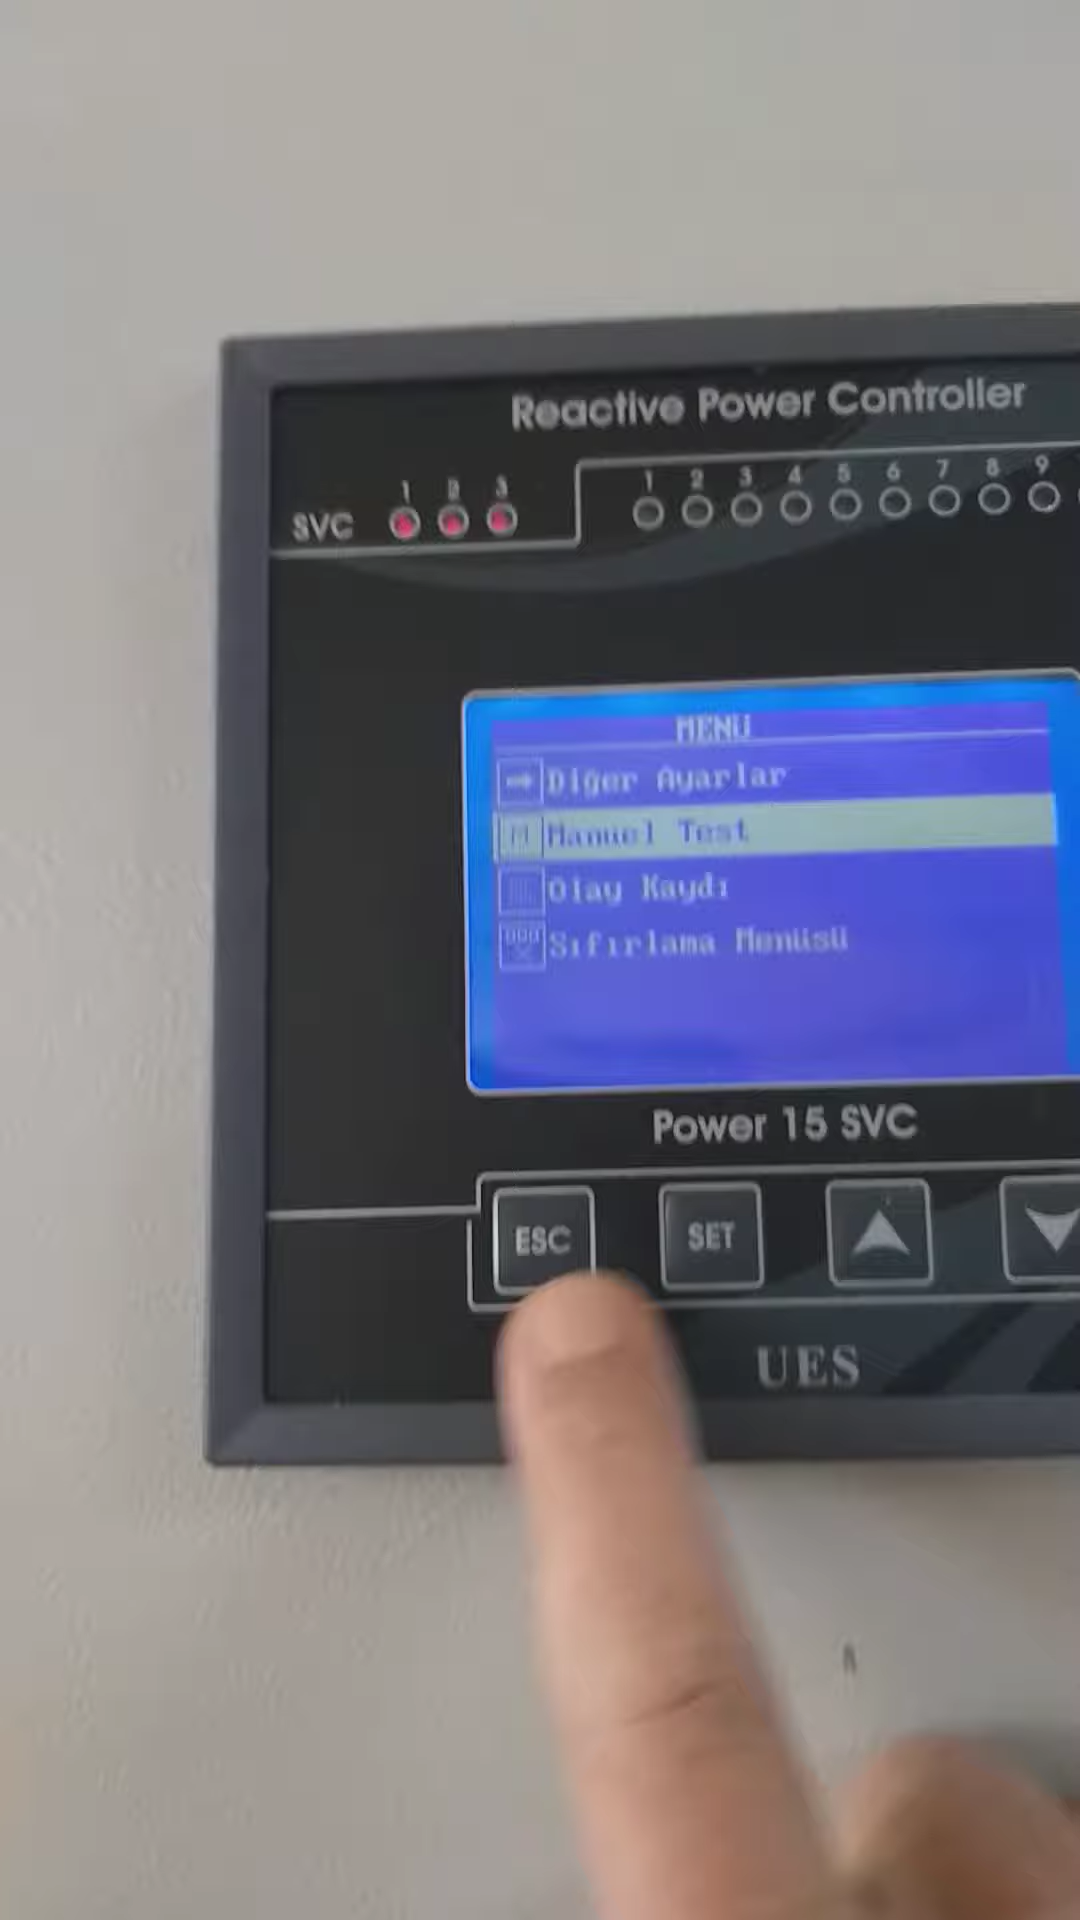 Reactive Power Controller
1 2 3
1 2 3 4 5 6 7 8 9
SVC
MENU
Diğer Ayarlar
M Manuel Test
Olay Kaydı
Sıfırlama Menüsü
Power 15 SVC
ESC SET
UES